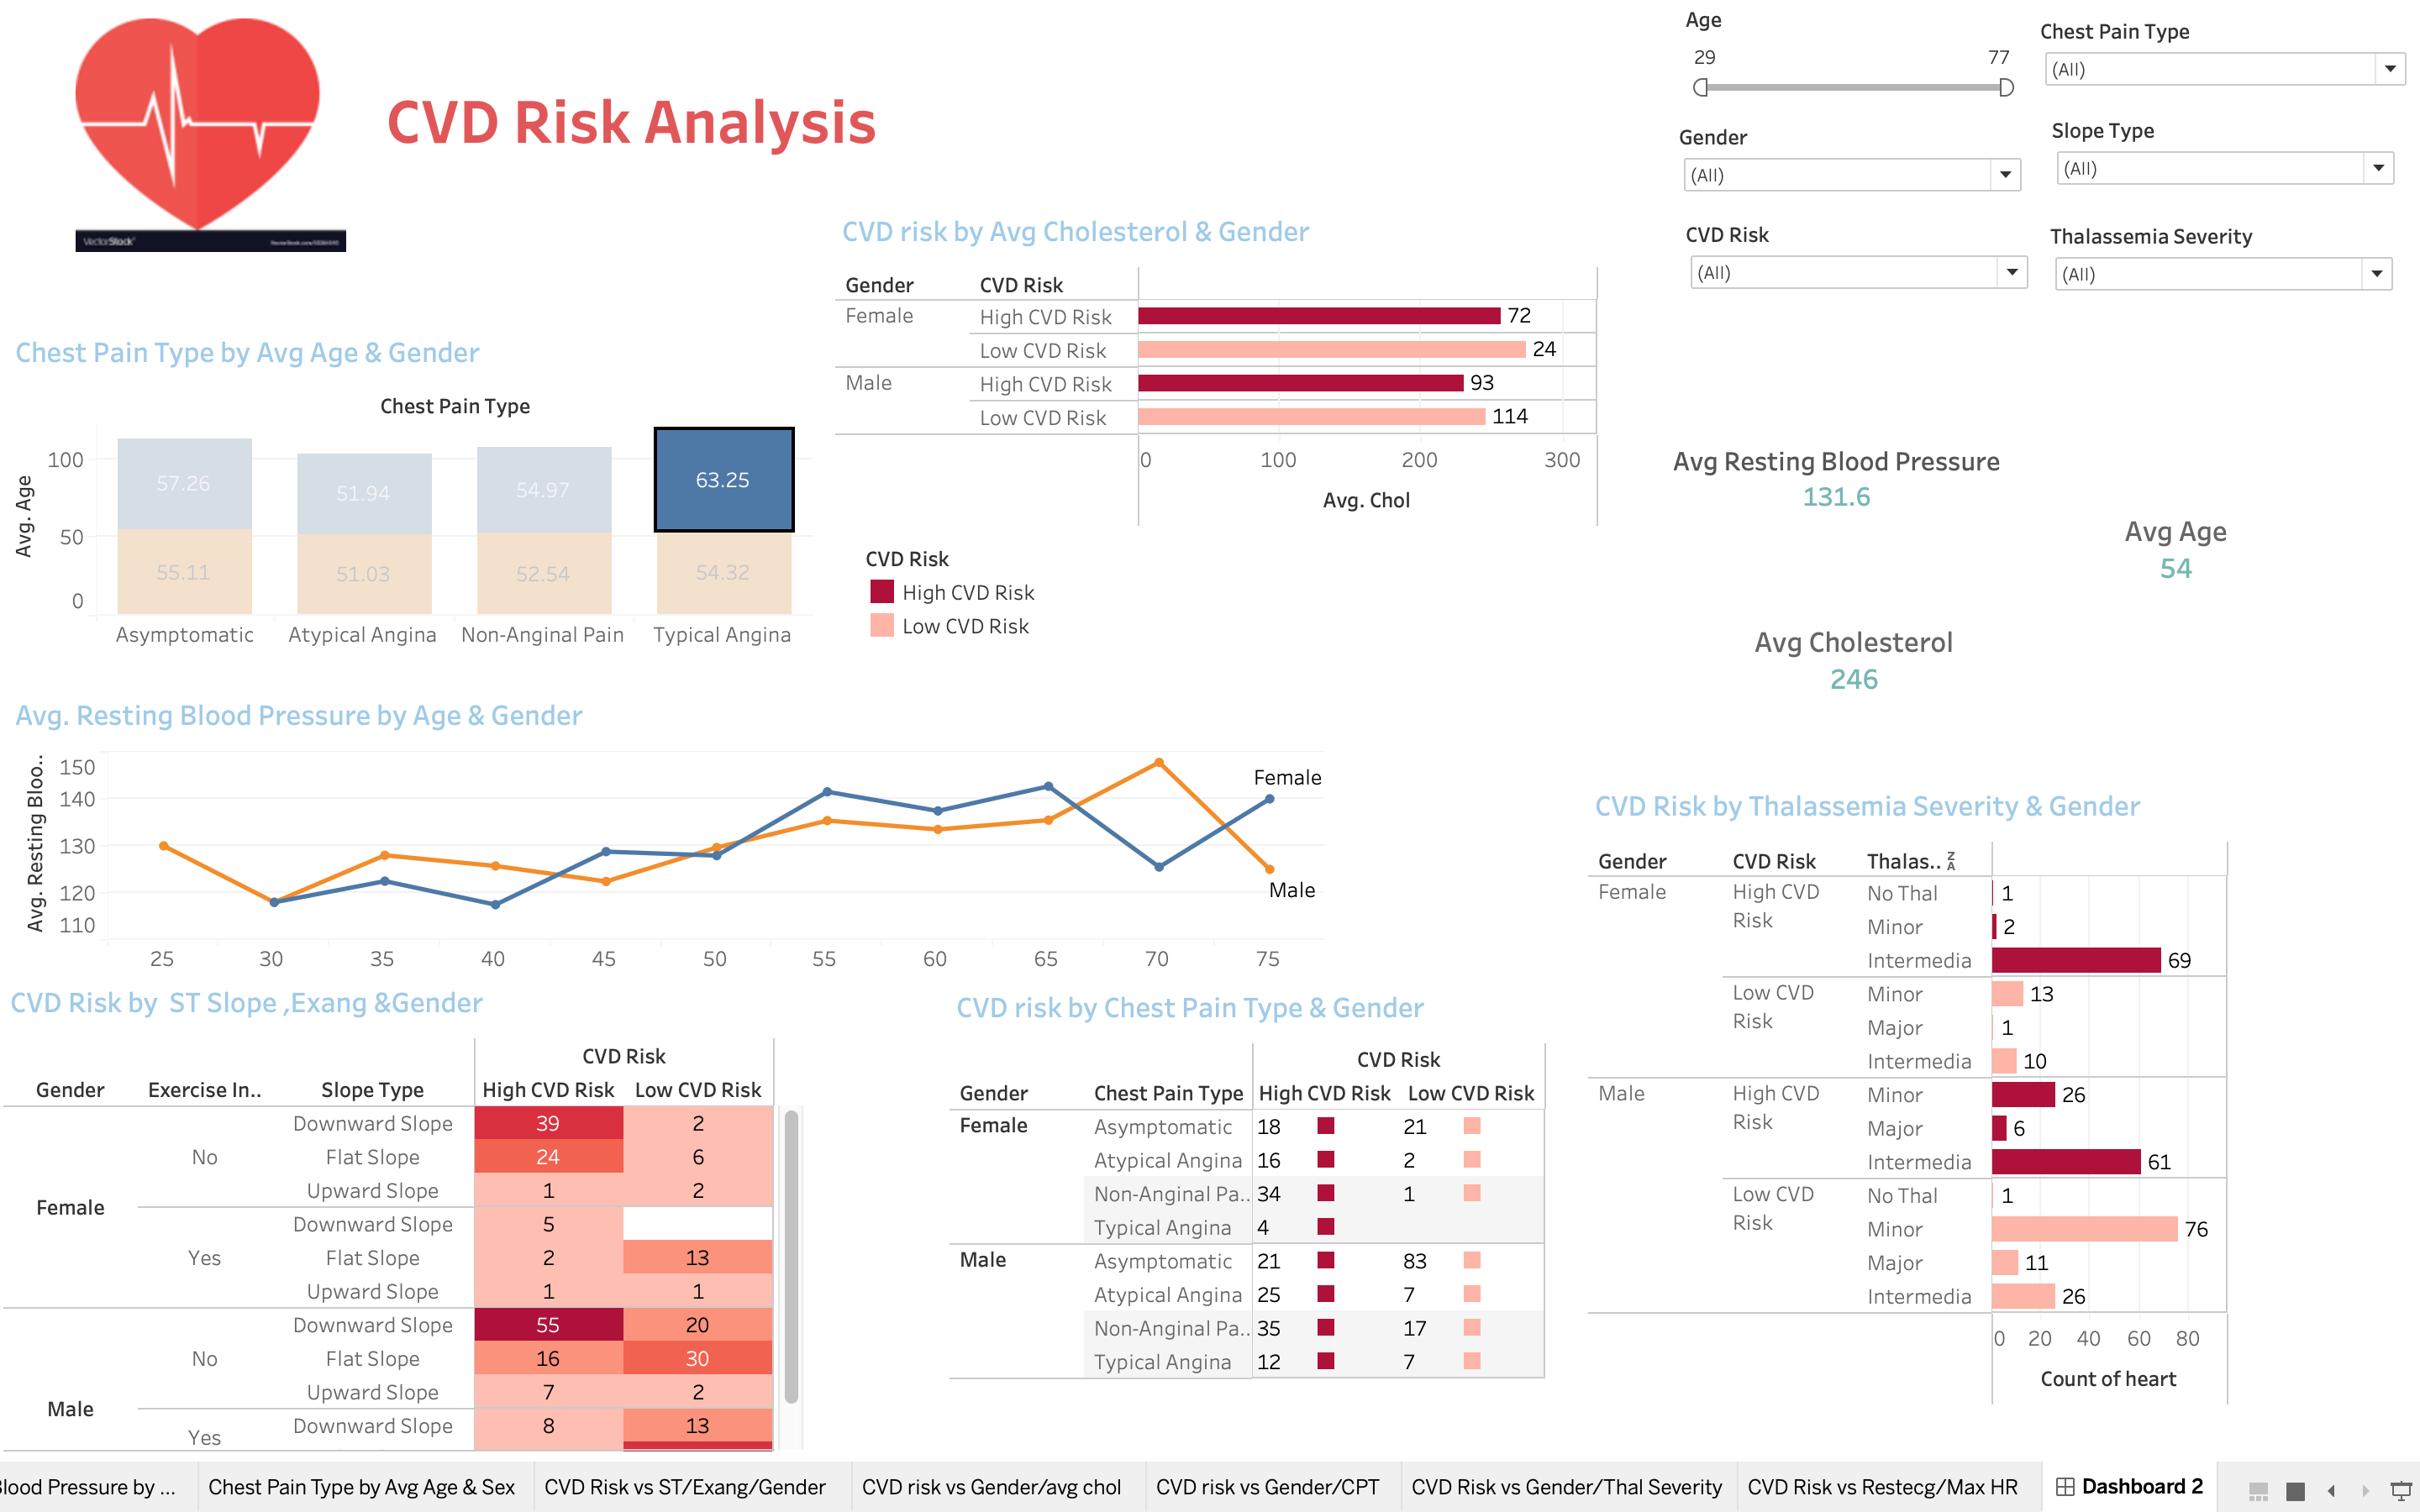 CVD Risk Analysis
VectorStock
Age
29 77
Chest Pain Type
(All)
Gender
(All)
Slope Type
(All)
CVD Risk
(All)
Thalassemia Severity
(All)
CVD risk by Avg Cholesterol & Gender
Gender CVD Risk
Female High CVD Risk 72
Low CVD Risk 24
Male High CVD Risk 93
Low CVD Risk 114
0 100 200 300
Avg. Chol
CVD Risk
High CVD Risk
Low CVD Risk
Chest Pain Type by Avg Age & Gender
Chest Pain Type
Avg. Age
100
50
0
57.26 51.94 54.97 63.25
55.11 51.03 52.54 54.32
Asymptomatic Atypical Angina Non-Anginal Pain Typical Angina
Avg Resting Blood Pressure
131.6
Avg Age
54
Avg Cholesterol
246
Avg. Resting Blood Pressure by Age & Gender
Avg. Resting Bloo..
150
140
130
120
110
Female
Male
25 30 35 40 45 50 55 60 65 70 75
CVD Risk by Thalassemia Severity & Gender
Gender CVD Risk Thalas..
Female High CVD Risk No Thal 1
Minor 2
Intermedia 69
Low CVD Risk Minor 13
Major 1
Intermedia 10
Male High CVD Risk Minor 26
Major 6
Intermedia 61
Low CVD Risk No Thal 1
Minor 76
Major 11
Intermedia 26
0 20 40 60 80
Count of heart
CVD Risk by ST Slope ,Exang &Gender
CVD Risk
Gender Exercise In.. Slope Type High CVD Risk Low CVD Risk
Female No Downward Slope 39 2
Flat Slope 24 6
Upward Slope 1 2
Yes Downward Slope 5
Flat Slope 2 13
Upward Slope 1 1
Male No Downward Slope 55 20
Flat Slope 16 30
Upward Slope 7 2
Yes Downward Slope 8 13
CVD risk by Chest Pain Type & Gender
CVD Risk
Gender Chest Pain Type High CVD Risk Low CVD Risk
Female Asymptomatic 18 21
Atypical Angina 16 2
Non-Anginal Pa.. 34 1
Typical Angina 4
Male Asymptomatic 21 83
Atypical Angina 25 7
Non-Anginal Pa.. 35 17
Typical Angina 12 7
Blood Pressure by ... Chest Pain Type by Avg Age & Sex CVD Risk vs ST/Exang/Gender CVD risk vs Gender/avg chol CVD risk vs Gender/CPT CVD Risk vs Gender/Thal Severity CVD Risk vs Restecg/Max HR Dashboard 2